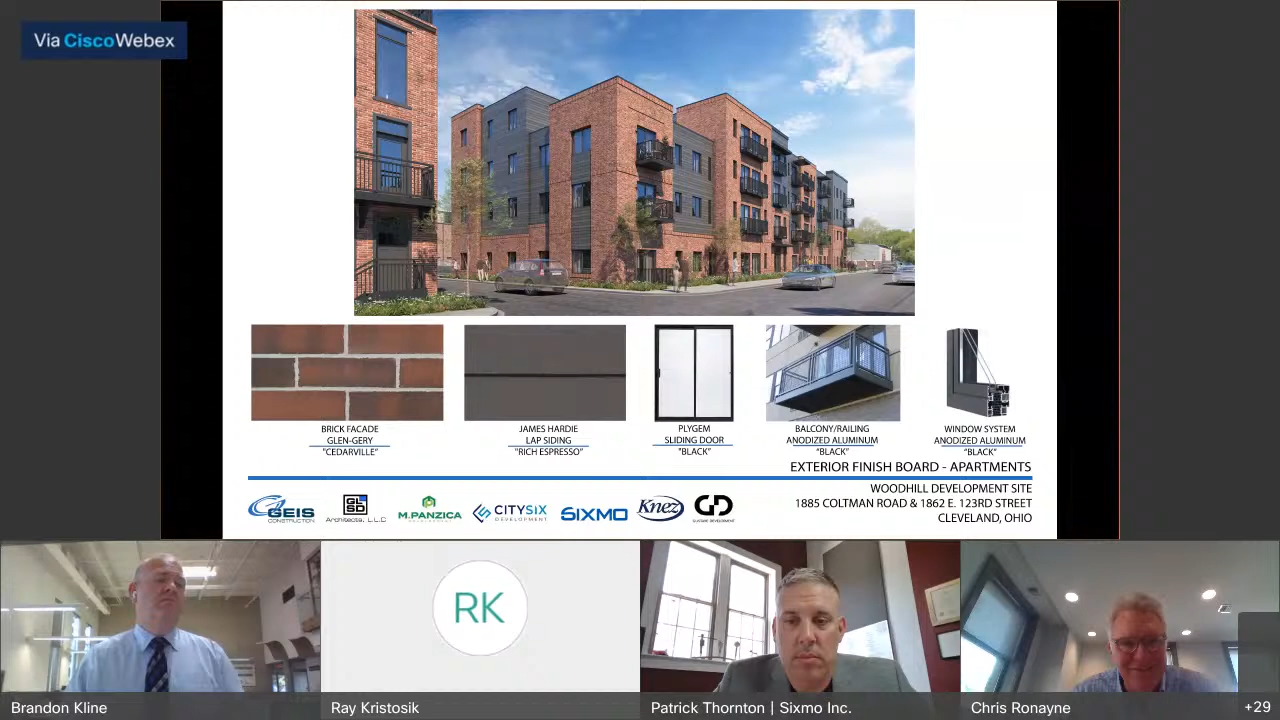 Via CiscoWebex
BRICK FACADE
GLEN-GERY
"CEDARVILLE"
JAMES HARDIE
LAP SIDING
"RICH ESPRESSO"
PLYGEM
SLIDING DOOR
"BLACK"
BALCONY/RAILING
ANODIZED ALUMINUM
"BLACK"
WINDOW SYSTEM
ANODIZED ALUMINUM
"BLACK"
EXTERIOR FINISH BOARD - APARTMENTS
WOODHILL DEVELOPMENT SITE
1885 COLTMAN ROAD & 1862 E. 123RD STREET
CLEVELAND, OHIO
GEIS
CONSTRUCTION
GLSD
Architects, L.L.C
M.PANZICA
CITYSIX
DEVELOPMENT
SIXMO
Knez
GD
RK
Brandon Kline
Ray Kristosik
Patrick Thornton | Sixmo Inc.
Chris Ronayne
+29